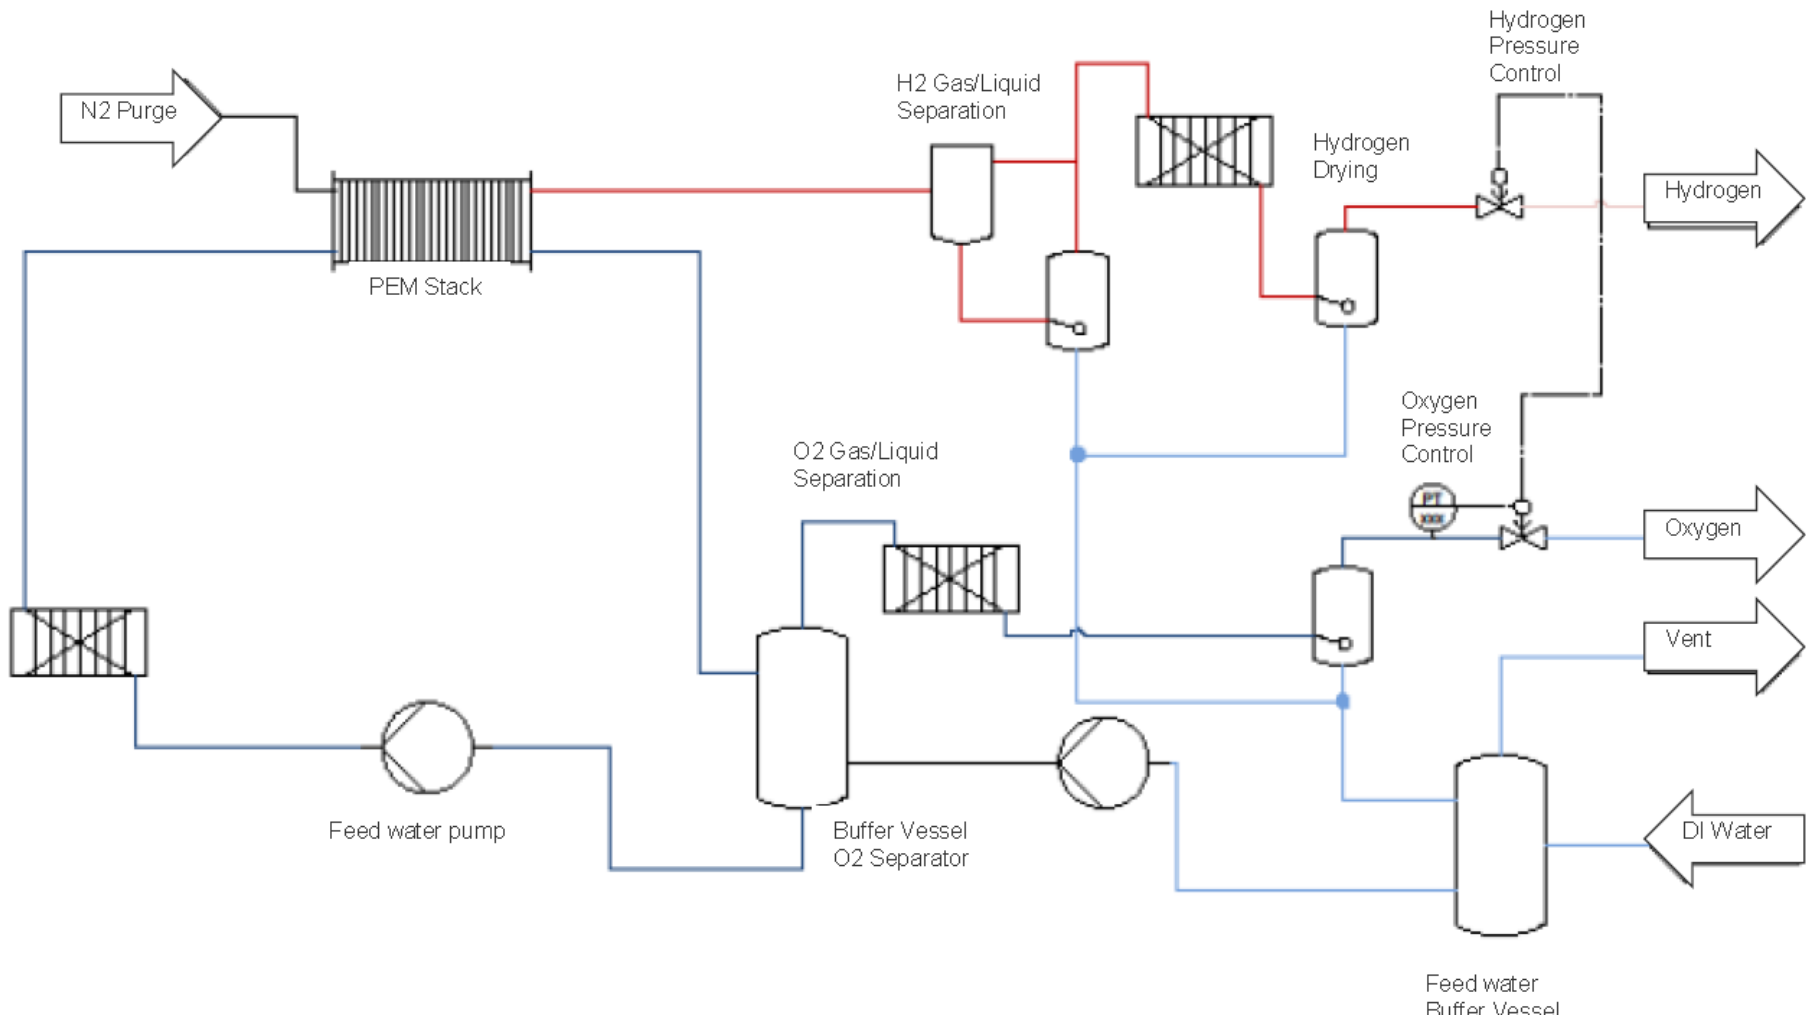 Hydrogen
Pressure
Control
N2 Purge
H2 Gas/Liquid
Separation
Hydrogen
Drying
Hydrogen
PEM Stack
Oxygen
Pressure
Control
O2 Gas/Liquid
Separation
PT
XXX
Oxygen
Vent
Feed water pump
Buffer Vessel
O2 Separator
DI Water
Feed water
Buffer Vessel